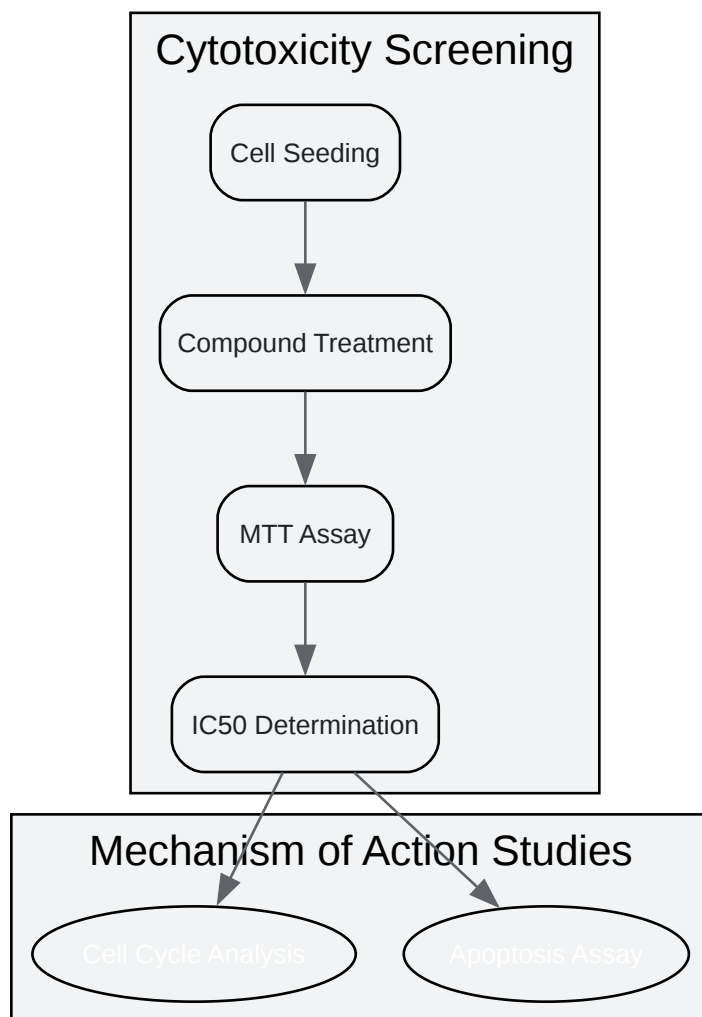 Cytotoxicity Screening
Cell Seeding
Compound Treatment
MTT Assay
IC50 Determination
Mechanism of Action Studies
Cell Cycle Analysis
Apoptosis Assay